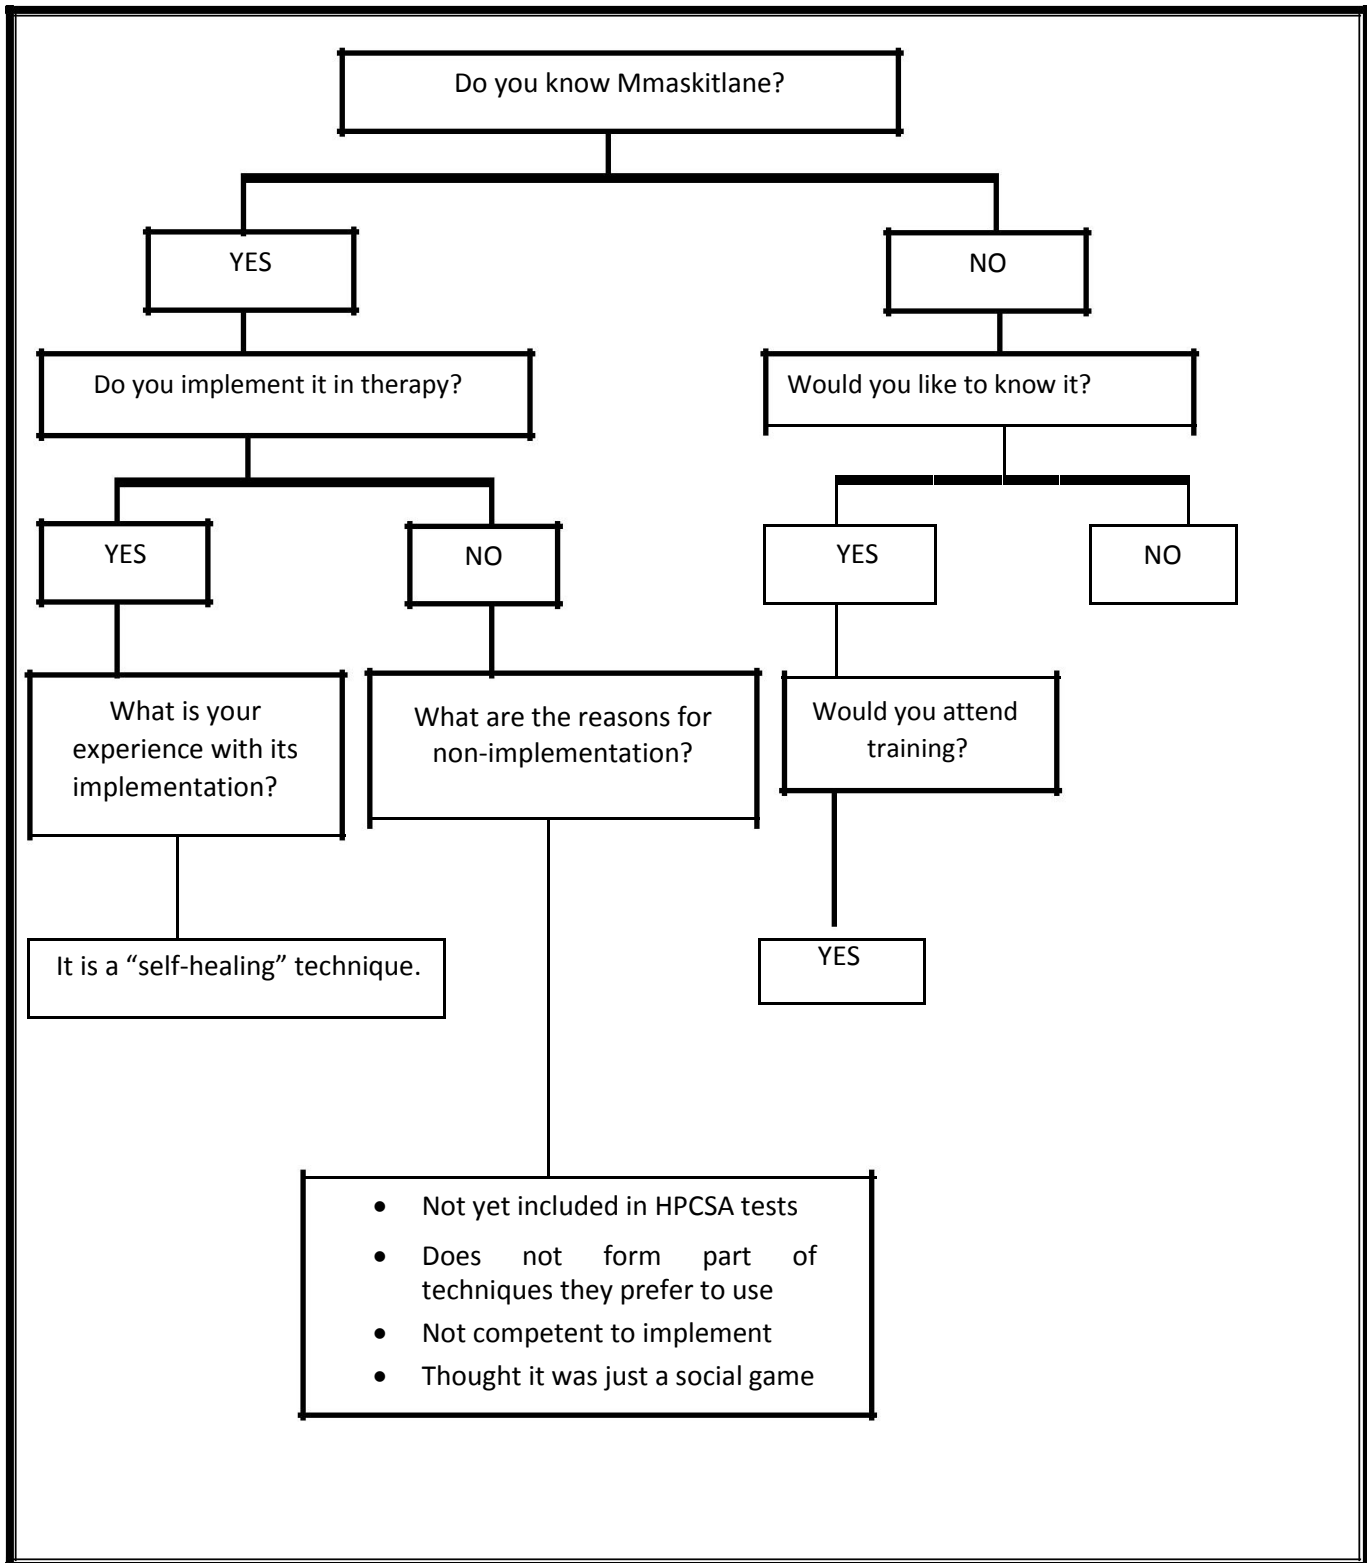 Do you know Mmaskitlane?
YES
NO
Do you implement it in therapy?
Would you like to know it?
YES
NO
YES
NO
What is your
experience with its
implementation?
What are the reasons for
non-implementation?
Would you attend
training?
It is a “self-healing” technique.
YES
• Not yet included in HPCSA tests
• Does not form part of
techniques they prefer to use
• Not competent to implement
• Thought it was just a social game